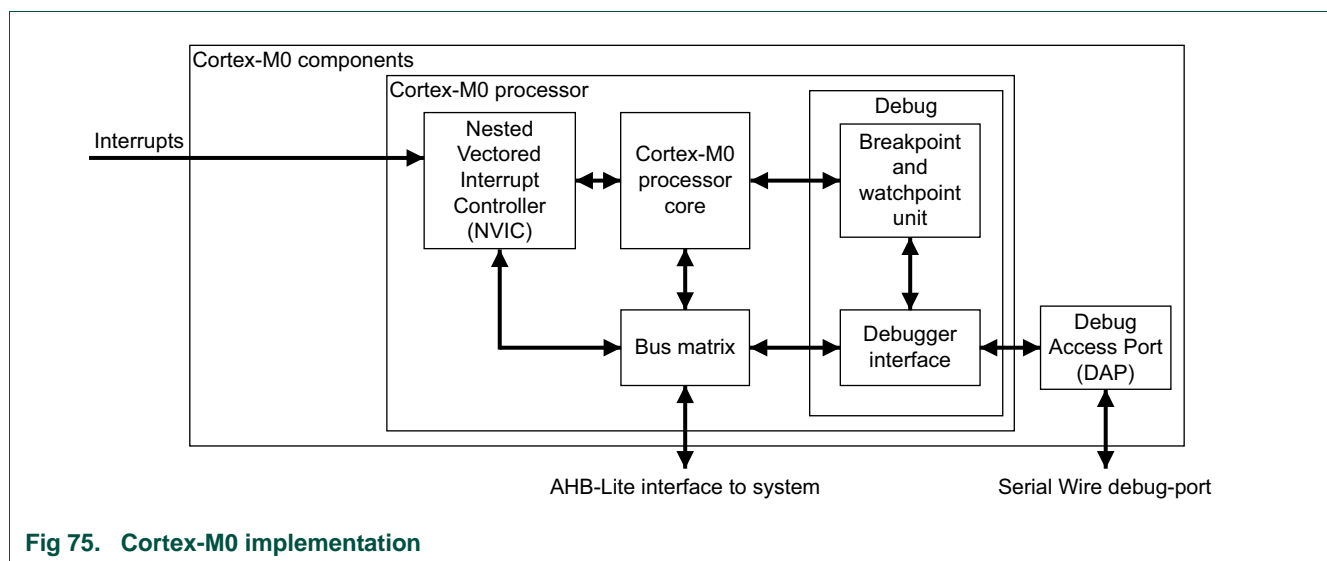 Cortex-M0 components
Cortex-M0 processor
Debug
Interrupts
Nested
Vectored
Interrupt
Controller
(NVIC)
Cortex-M0
processor
core
Breakpoint
and
watchpoint
unit
Bus matrix
Debugger
interface
Debug
Access Port
(DAP)
AHB-Lite interface to system
Serial Wire debug-port
Fig 75. Cortex-M0 implementation